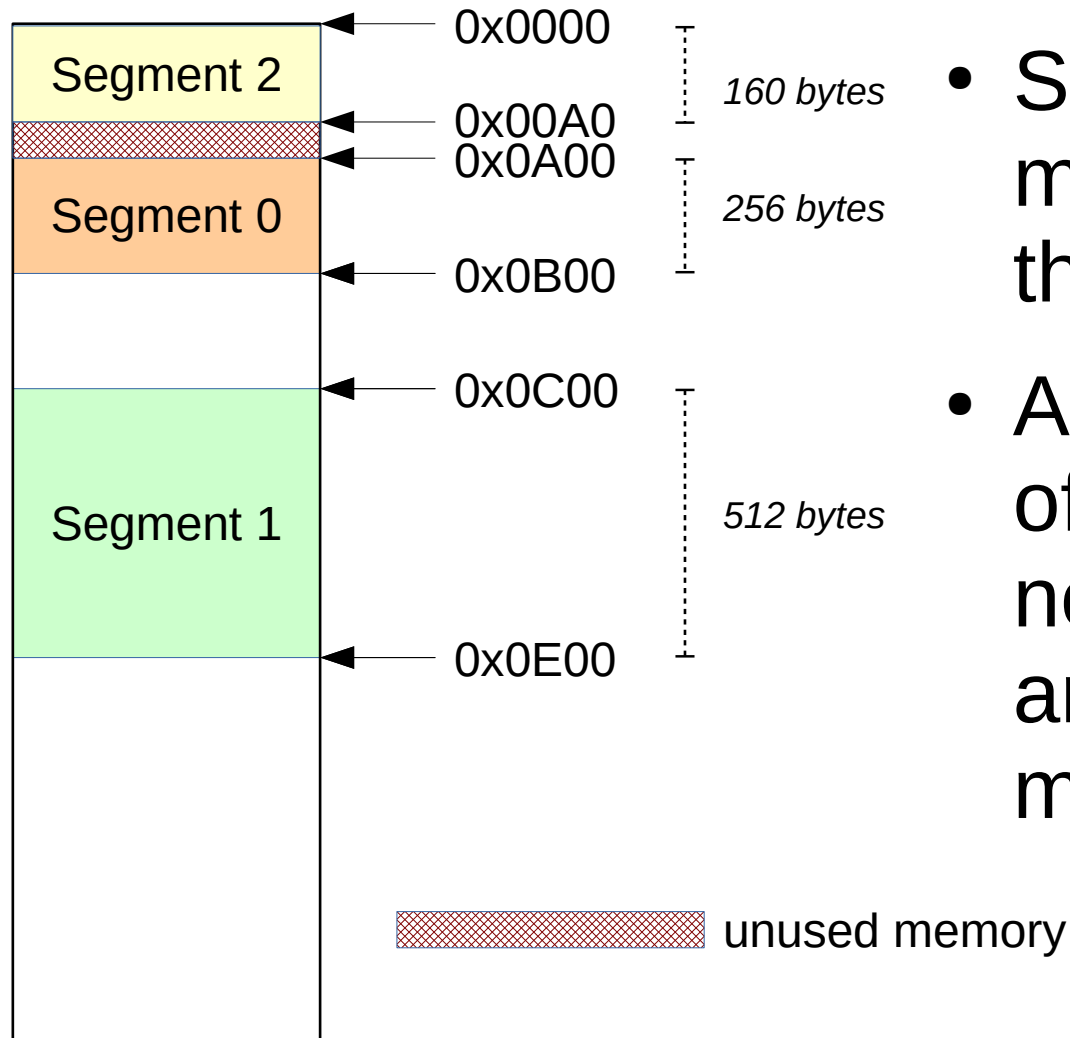 0x0000
Segment 2
160 bytes
0x00A0
0x0A00
Segment 0
256 bytes
0x0B00
0x0C00
Segment 1
512 bytes
0x0E00
unused memory
•
•